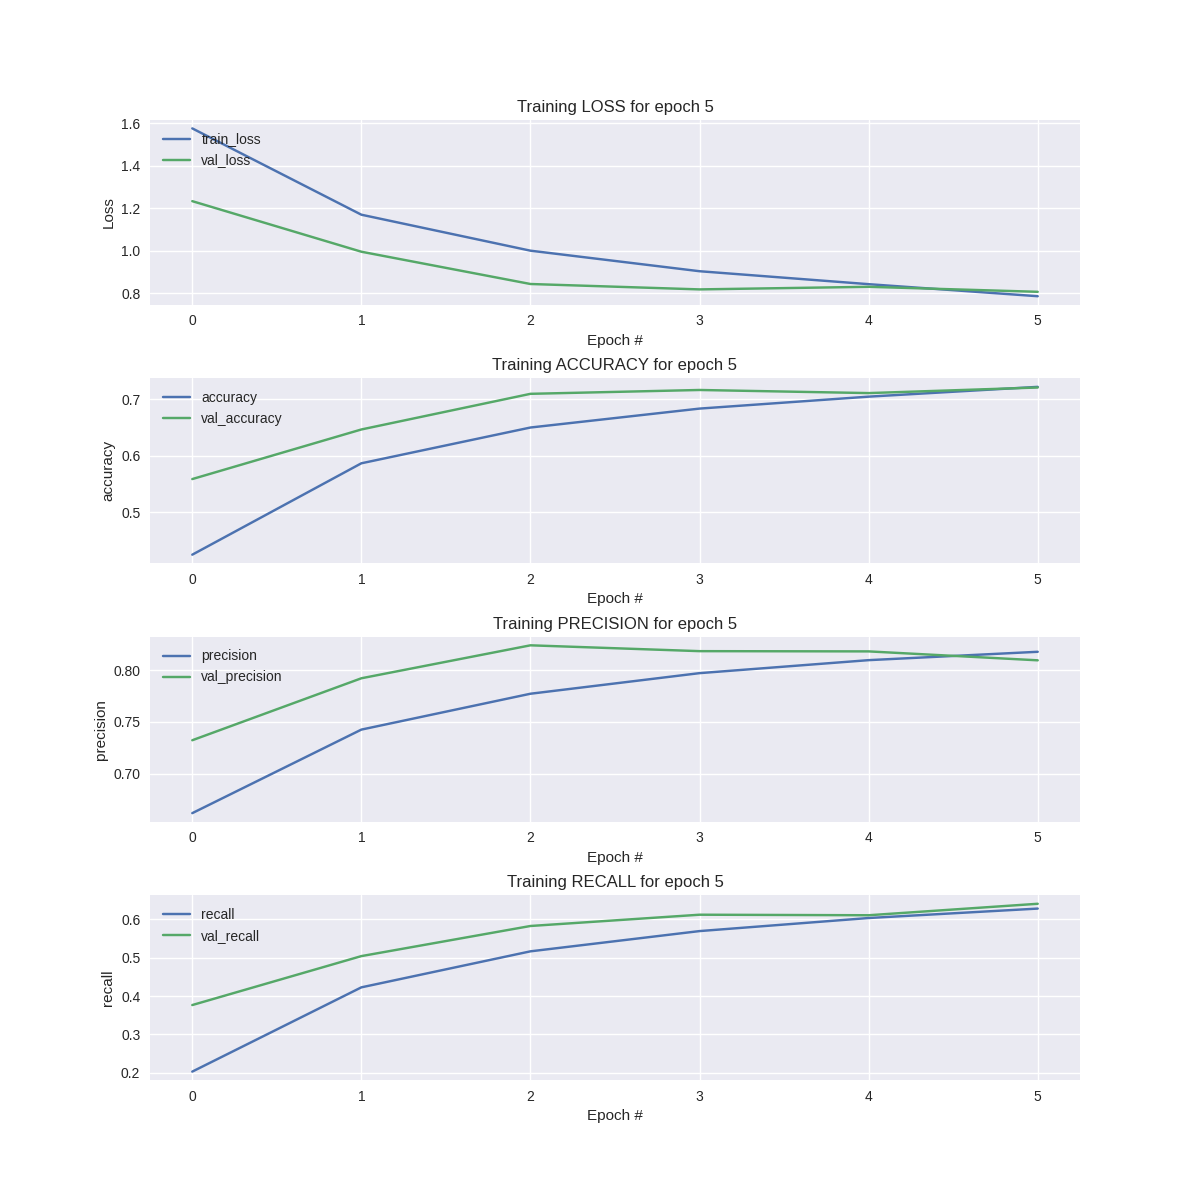 Training LOSS for epoch 5
1.6
1.4
1.2
1.0
0.8
Loss
train_loss
val_loss
0 1 2 3 4 5
Epoch #
Training ACCURACY for epoch 5
0.7
0.6
0.5
accuracy
accuracy
val_accuracy
0 1 2 3 4 5
Epoch #
Training PRECISION for epoch 5
0.80
0.75
0.70
precision
precision
val_precision
0 1 2 3 4 5
Epoch #
Training RECALL for epoch 5
0.6
0.5
0.4
0.3
0.2
recall
recall
val_recall
0 1 2 3 4 5
Epoch #